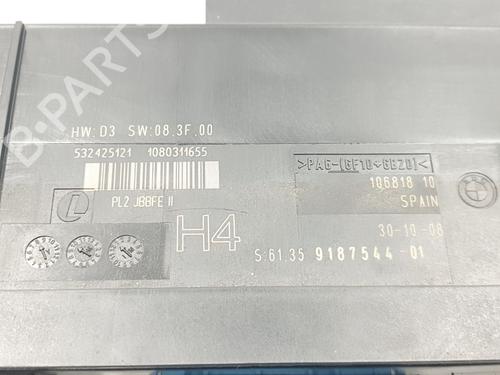 B-PARTS
HW: D3 SW:08.3F.00
532425121 1080311655
PL2 JBBFE II
H4
>PA6-(GF10+GB20)<
106818 10
SPAIN
30-10-08
S:61.35 9187544-01